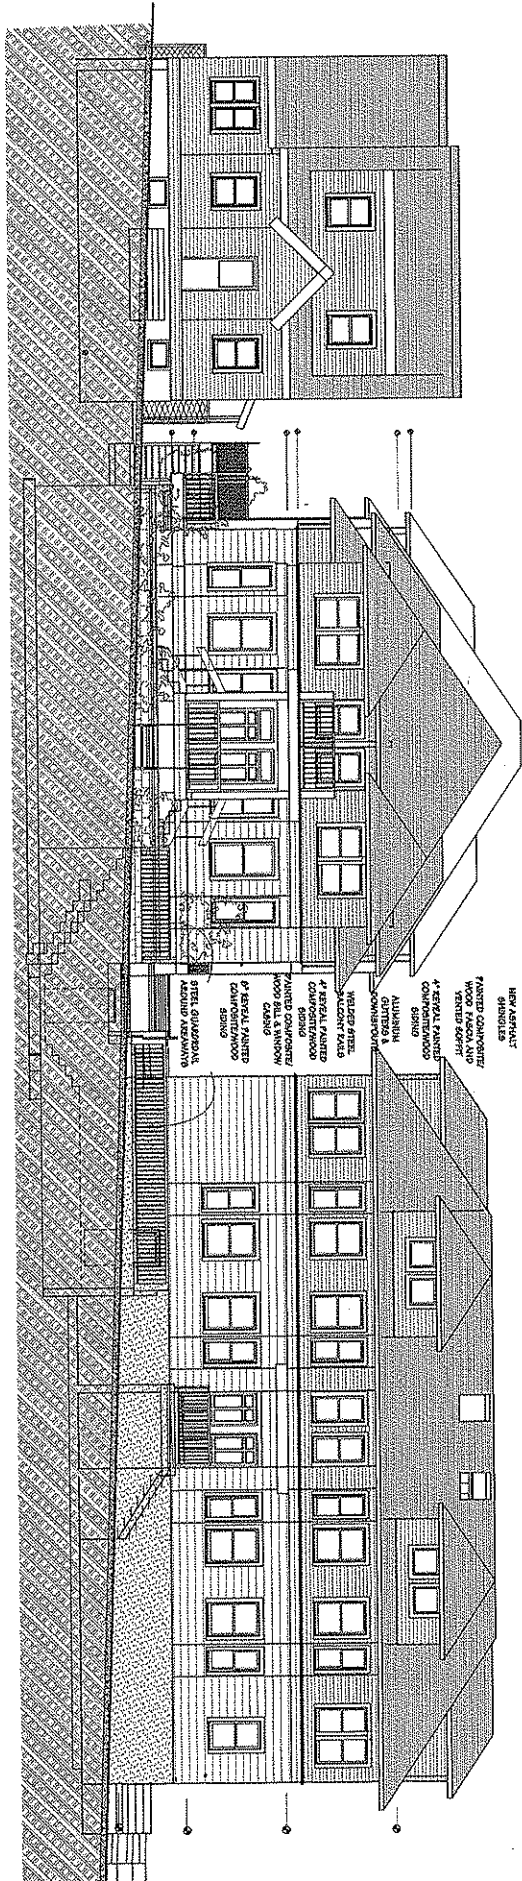 NEW ASPHALT
SHINGLES
PAINTED COMPOSITE/
WOOD FASCIA AND
VENTED SOFFIT
4" REVEAL PAINTED
COMPOSITE/WOOD
SIDING
ALUMINUM
GUTTERS &
DOWNSPOUTS
WELDED STEEL
BALCONY RAILS
4" REVEAL PAINTED
COMPOSITE/WOOD
SIDING
PAINTED COMPOSITE/
WOOD SILL & WINDOW
CASING
6" REVEAL PAINTED
COMPOSITE/WOOD
SIDING
STEEL GUARDRAIL
AROUND AREAWAYS